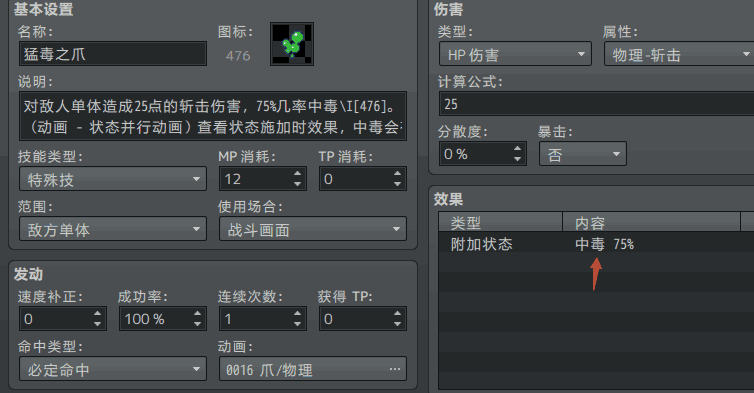 基本设置
名称:
图标:
猛毒之爪
476
说明:
对敌人单体造成25点的斩击伤害，75%几率中毒\I[476]。
（动画 - 状态并行动画）查看状态施加时效果，中毒会
技能类型:
MP 消耗:
TP 消耗:
特殊技
12
0
范围:
使用场合:
敌方单体
战斗画面
发动
速度补正:
成功率:
连续次数:
获得 TP:
0
100 %
1
0
命中类型:
动画:
必定命中
0016 爪/物理
...
伤害
类型:
属性:
HP 伤害
物理-斩击
计算公式:
25
分散度:
暴击:
0 %
否
效果
类型
内容
附加状态
中毒 75%